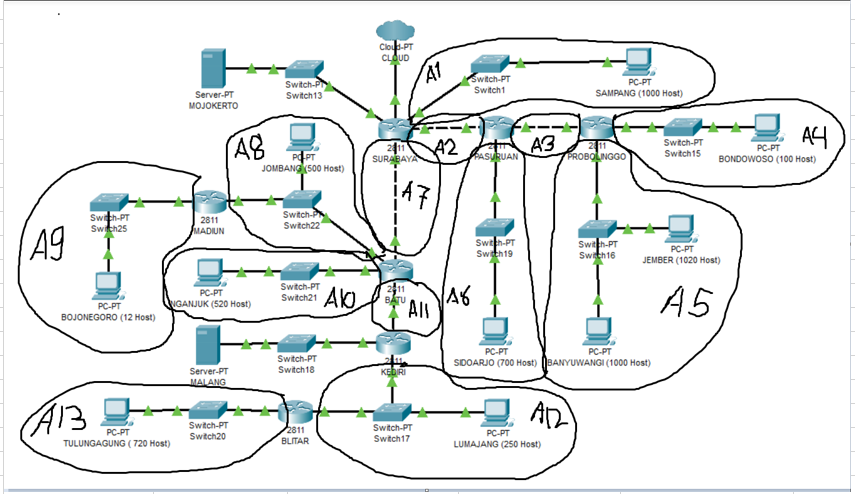 Cloud-PT
CLOUD
Server-PT
MOJOKERTO
Switch-PT
Switch13
A1
Switch-PT
Switch1
PC-PT
SAMPANG (1000 Host)
2811
SURABAYA
A2
2811
PASURUAN
A3
2811
PROBOLINGGO
Switch-PT
Switch15
PC-PT
BONDOWOSO (100 Host)
A4
A8
PC-PT
JOMBANG (500 Host)
Switch-PT
Switch22
A7
A9
Switch-PT
Switch25
2811
MADIUN
PC-PT
BOJONEGORO (12 Host)
Switch-PT
Switch19
Switch-PT
Switch16
PC-PT
JEMBER (1020 Host)
PC-PT
NGANJUK (520 Host)
Switch-PT
Switch21
A10
2811
BATU
A11
A6
A5
Server-PT
MALANG
Switch-PT
Switch18
2811
KEDIRI
PC-PT
SIDOARJO (700 Host)
PC-PT
BANYUWANGI (1000 Host)
A13
PC-PT
TULUNGAGUNG ( 720 Host)
Switch-PT
Switch20
2811
BLITAR
Switch-PT
Switch17
PC-PT
LUMAJANG (250 Host)
A12